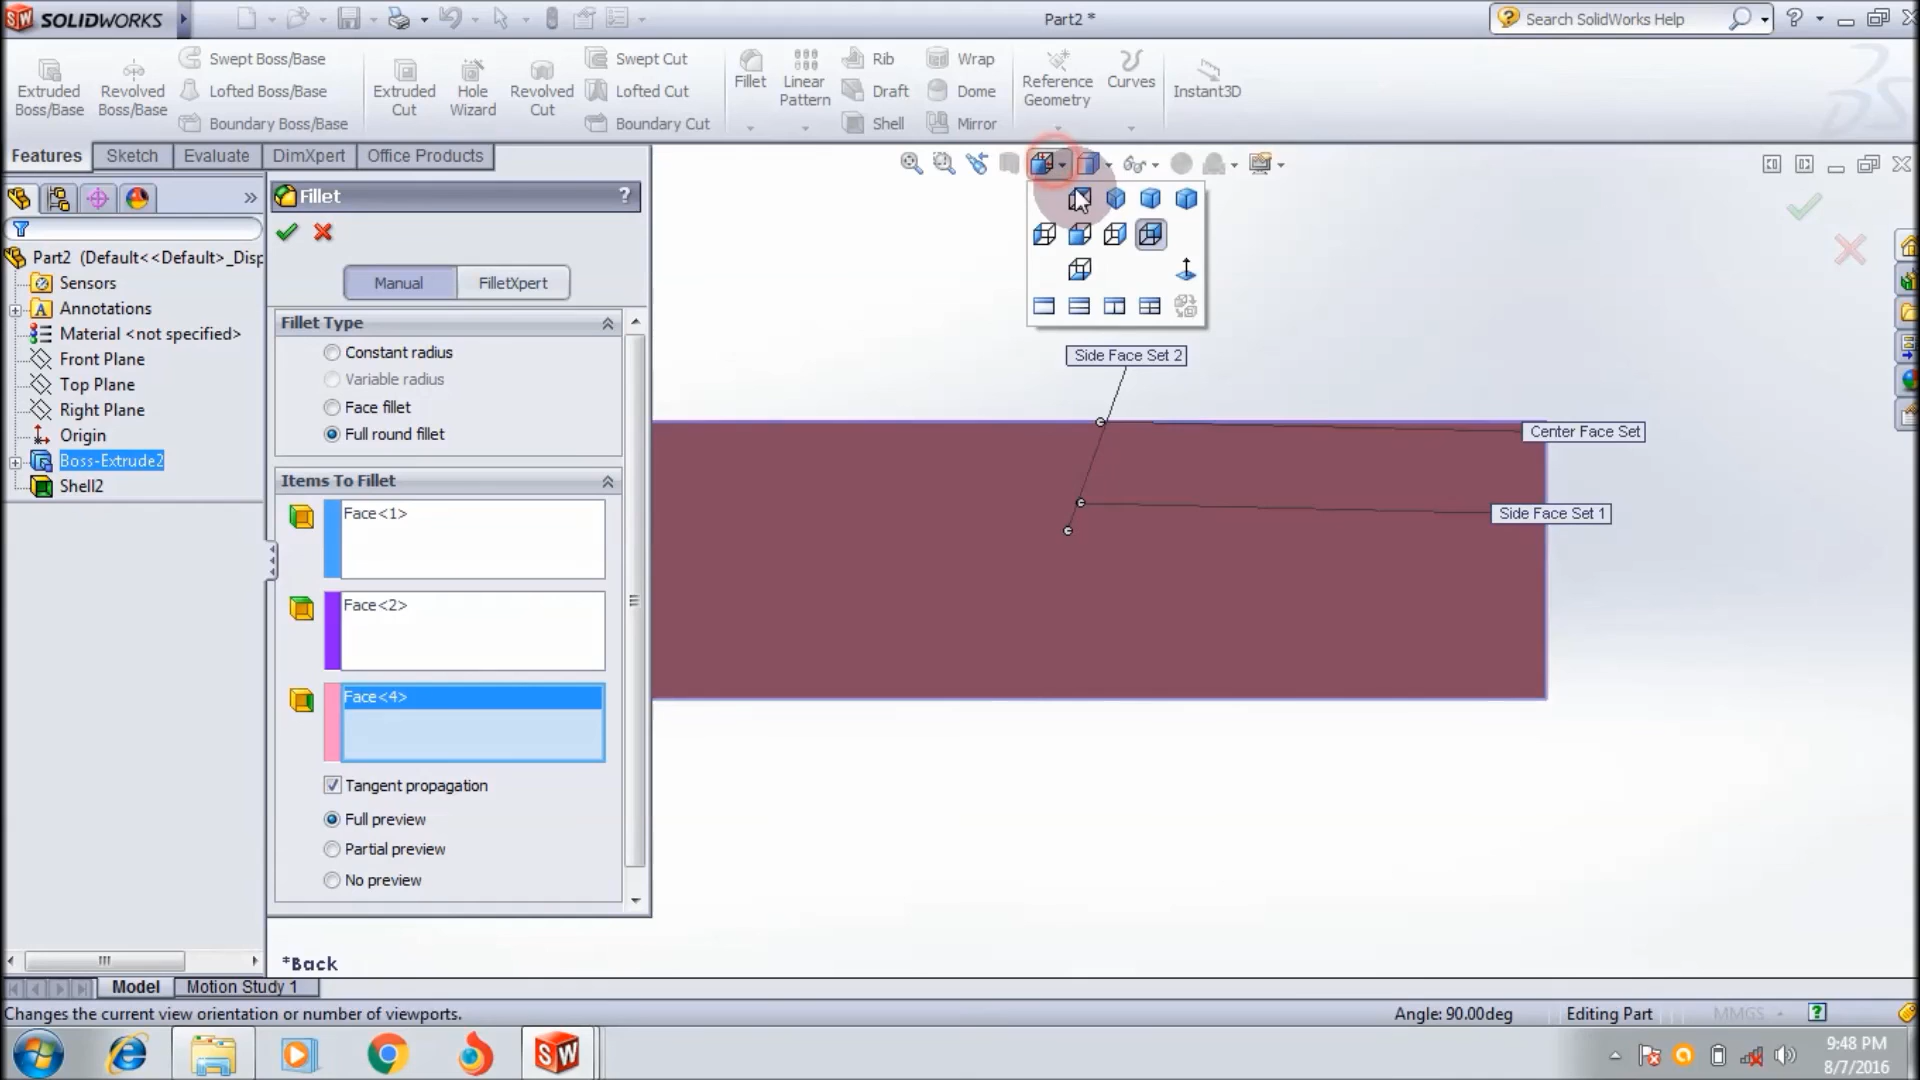 SOLIDWORKS
Part2 *
Search SolidWorks Help
Extruded Boss/Base
Revolved Boss/Base
Swept Boss/Base
Lofted Boss/Base
Boundary Boss/Base
Extruded Cut
Hole Wizard
Revolved Cut
Swept Cut
Lofted Cut
Boundary Cut
Fillet
Linear Pattern
Rib
Draft
Shell
Wrap
Dome
Mirror
Reference Geometry
Curves
Instant3D
Features
Sketch
Evaluate
DimXpert
Office Products
Part2 (Default<<Default>_Disp
Sensors
Annotations
Material <not specified>
Front Plane
Top Plane
Right Plane
Origin
Boss-Extrude2
Shell2
Fillet
?
Manual
FilletXpert
Fillet Type
Constant radius
Variable radius
Face fillet
Full round fillet
Items To Fillet
Face<1>
Face<2>
Face<4>
Tangent propagation
Full preview
Partial preview
No preview
Side Face Set 2
Center Face Set
Side Face Set 1
*Back
Model
Motion Study 1
Changes the current view orientation or number of viewports.
Angle: 90.00deg
Editing Part
MMGS
9:48 PM
8/7/2016